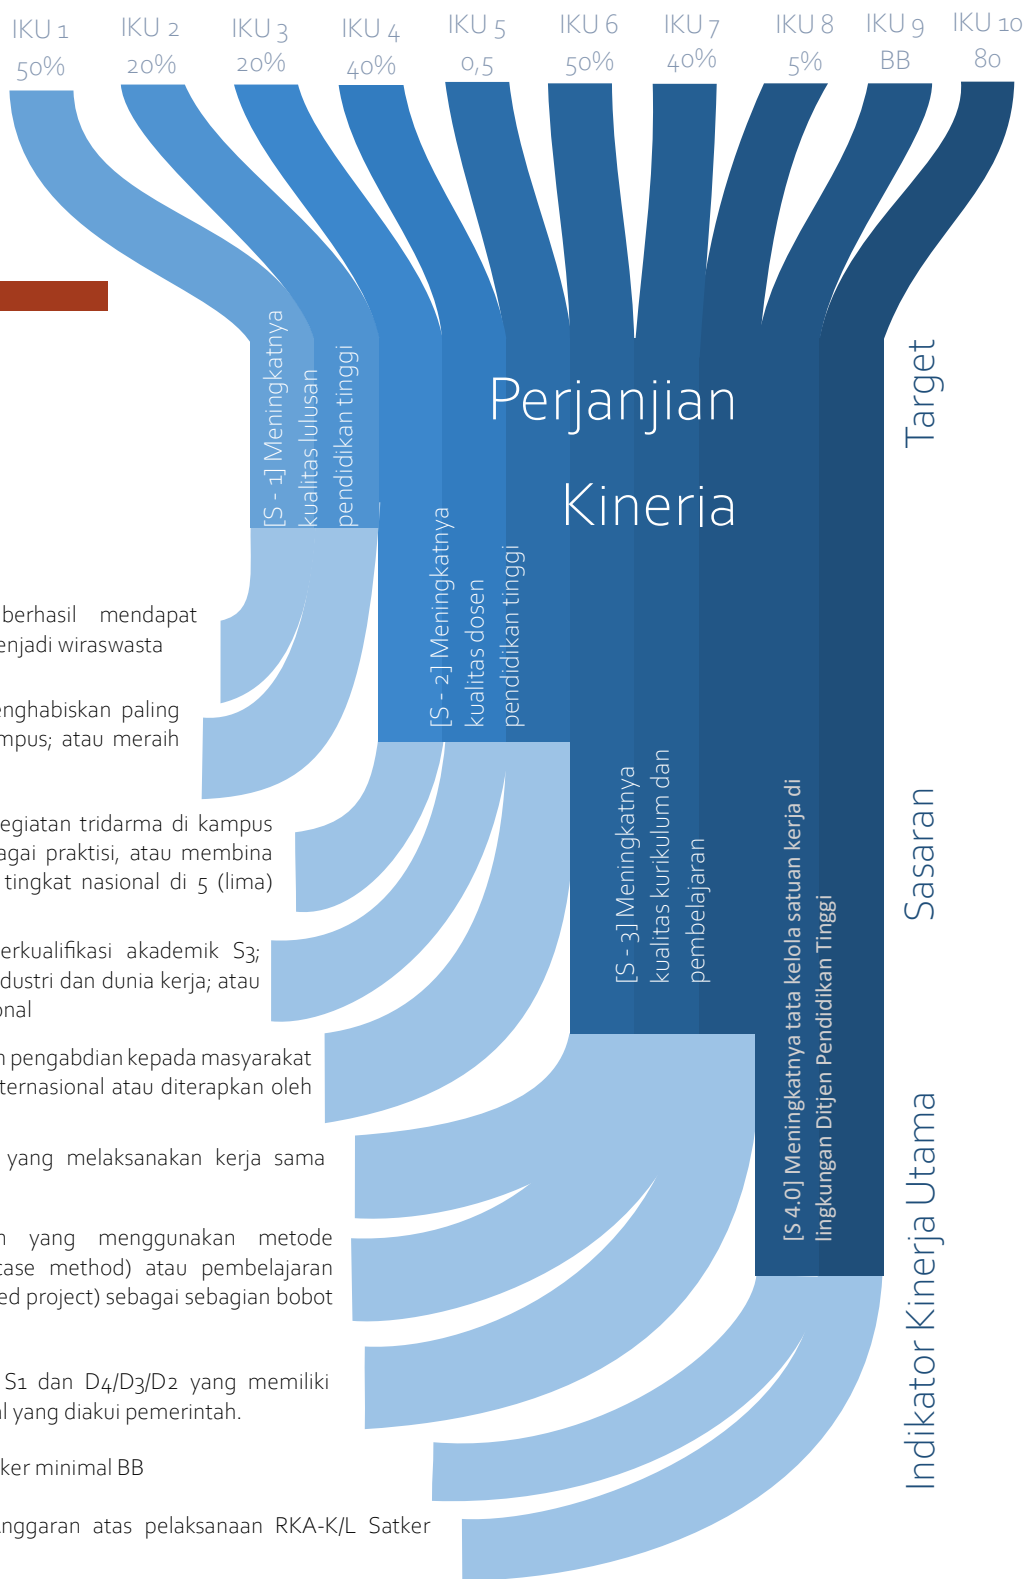 IKU 1 IKU 2 IKU 3 IKU 4 IKU 5 IKU 6 IKU 7 IKU 8 IKU 9 IKU 10
50% 20% 20% 40% 0,5 50% 40% 5% BB 80
Perjanjian
Kinerja
Target
[S - 1] Meningkatnya
kualitas lulusan
pendidikan tinggi
[S - 2] Meningkatnya
kualitas dosen
pendidikan tinggi
[S - 3] Meningkatnya
kualitas kurikulum dan
pembelajaran
[S 4.0] Meningkatnya tata kelola satuan kerja di
lingkungan Ditjen Pendidikan Tinggi
Sasaran
Indikator Kinerja Utama
berhasil mendapat
enjadi wiraswasta
enghabiskan paling
mpus; atau meraih
egiatan tridarma di kampus
agai praktisi, atau membina
tingkat nasional di 5 (lima)
erkualifikasi akademik S3;
dustri dan dunia kerja; atau
onal
n pengabdian kepada masyarakat
ternasional atau diterapkan oleh
yang melaksanakan kerja sama
n yang menggunakan metode
case method) atau pembelajaran
ed project) sebagai sebagian bobot
S1 dan D4/D3/D2 yang memiliki
al yang diakui pemerintah.
ker minimal BB
nggaran atas pelaksanaan RKA-K/L Satker